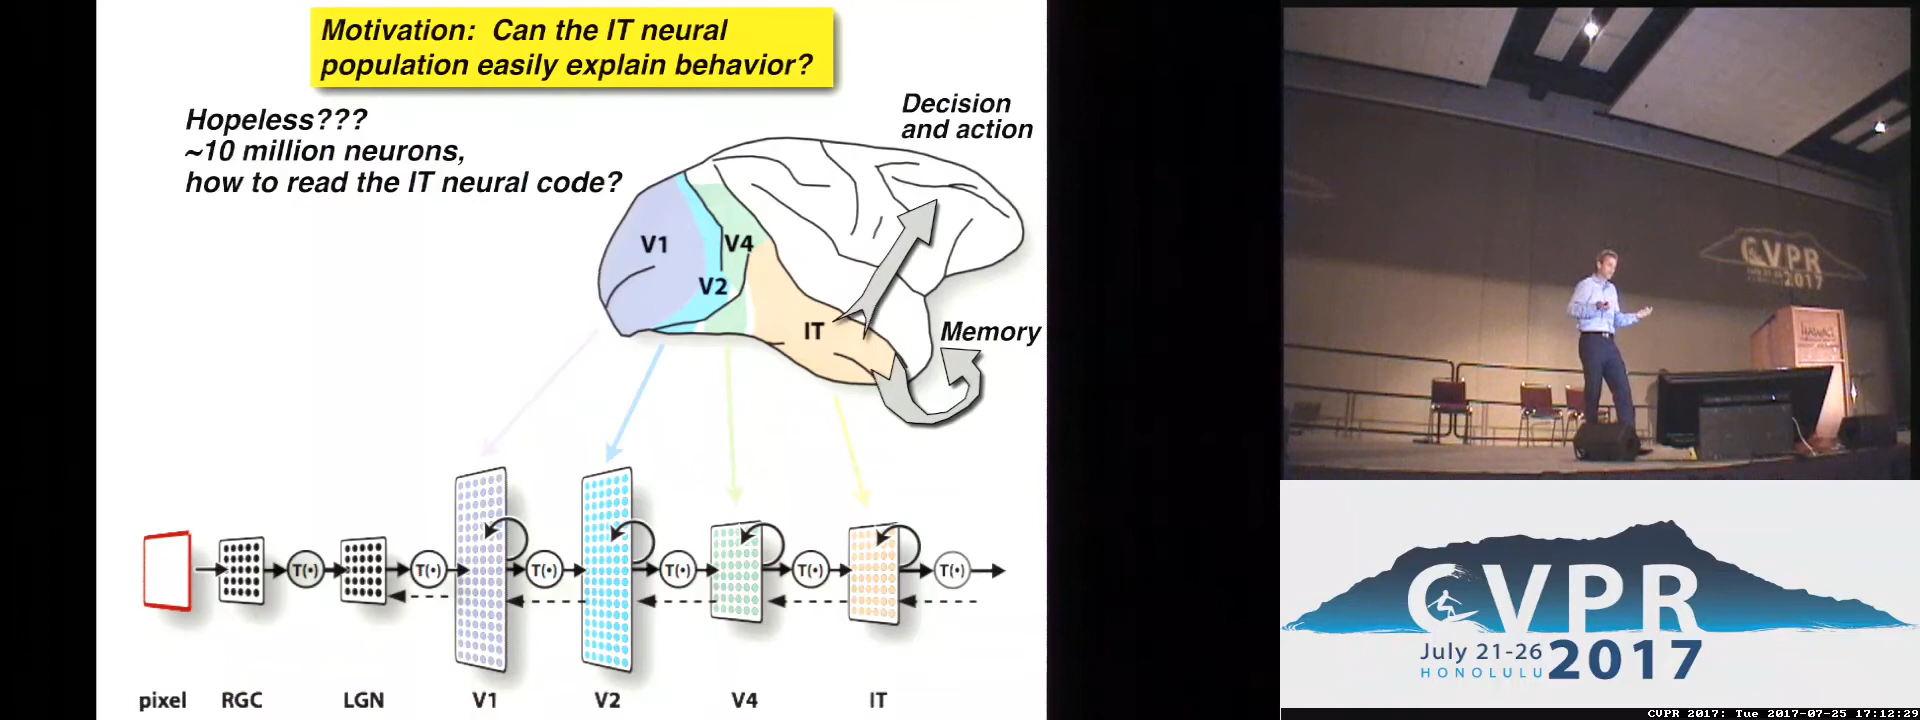 Motivation: Can the IT neural
population easily explain behavior?
Hopeless???
~10 million neurons,
how to read the IT neural code?
Decision
and action
V1
V4
V2
IT
Memory
T(•)
T(•)
T(•)
T(•)
T(•)
T(•)
pixel
RGC
LGN
V1
V2
V4
IT
CVPR
2017
CVPR
July 21-26
HONOLULU
2017
CVPR 2017: Tue 2017-07-25 17:12:29